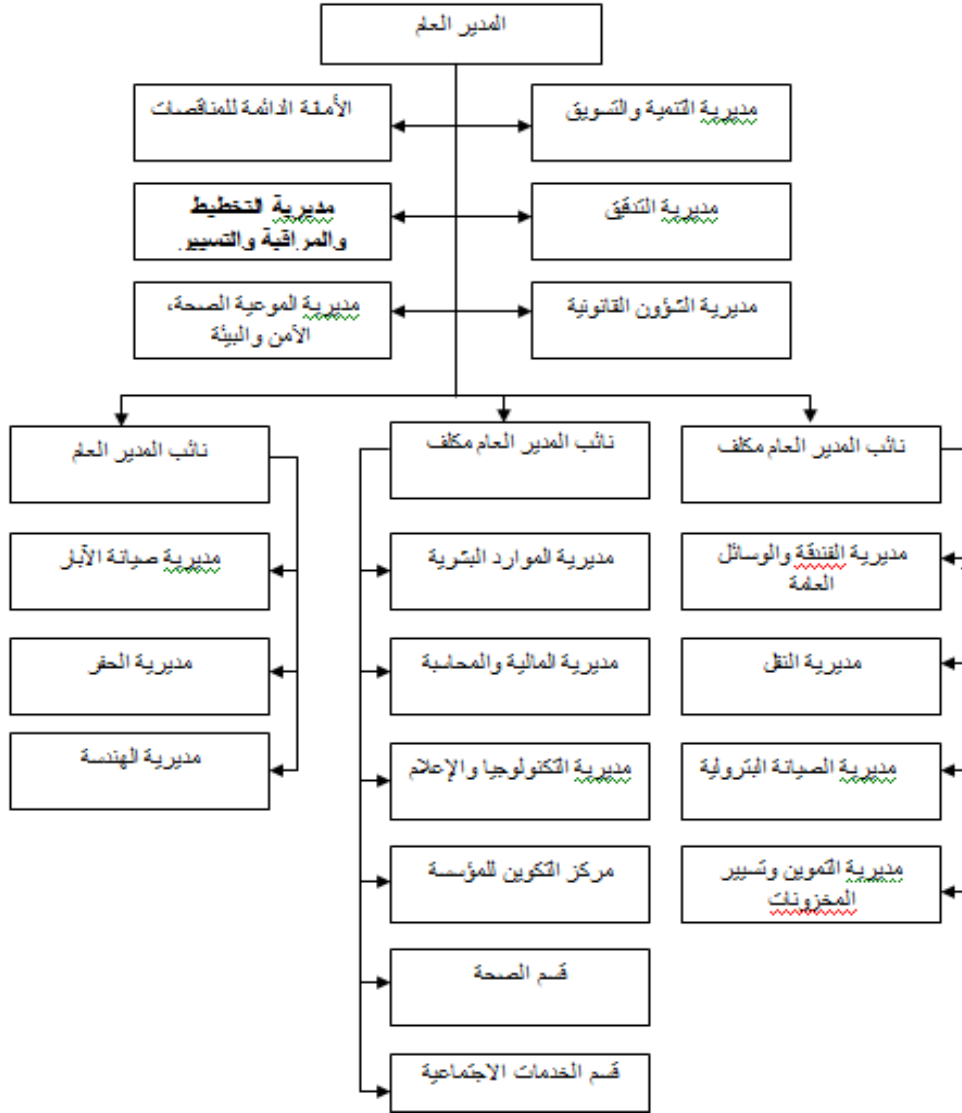 المدير العام
مديرية التنمية والتسويق
الأمانة الدائمة للمناقصات
مديرية التدقيق
مديرية التخطيط
والمراقبة والتسيير.
مديرية الشؤون القانونية
مديرية الموعية الصحة،
الأمن والبيئة
نائب المدير العام مكلف
نائب المدير العام مكلف
نائب المدير العام
مديرية الفندقة والوسائل
العامة
مديرية الموارد البشرية
مديرية صيانة الآبار
مديرية النقل
مديرية المالية والمحاسبة
مديرية الحفر
مديرية الصيانة البترولية
مديرية التكنولوجيا والإعلام
مديرية الهندسة
مديرية التموين وتسيير
المخزونات
مركز التكوين للمؤسسة
قسم الصحة
قسم الخدمات الاجتماعية